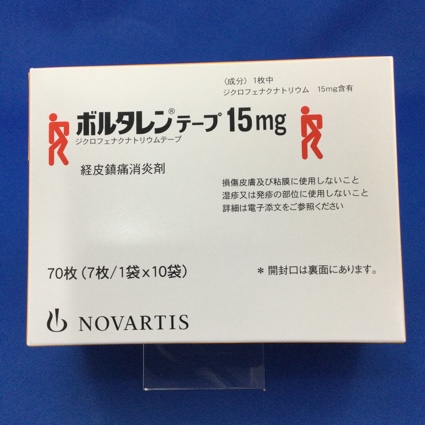 〈成分〉1枚中
ジクロフェナクナトリウム 15mg含有
ボルタレン®テープ15mg
ジクロフェナクナトリウムテープ
経皮鎮痛消炎剤
損傷皮膚及び粘膜に使用しないこと
湿疹又は発疹の部位に使用しないこと
詳細は電子添文をご参照ください
70枚(7枚/1袋x10袋)
＊開封口は裏面にあります。
NOVARTIS